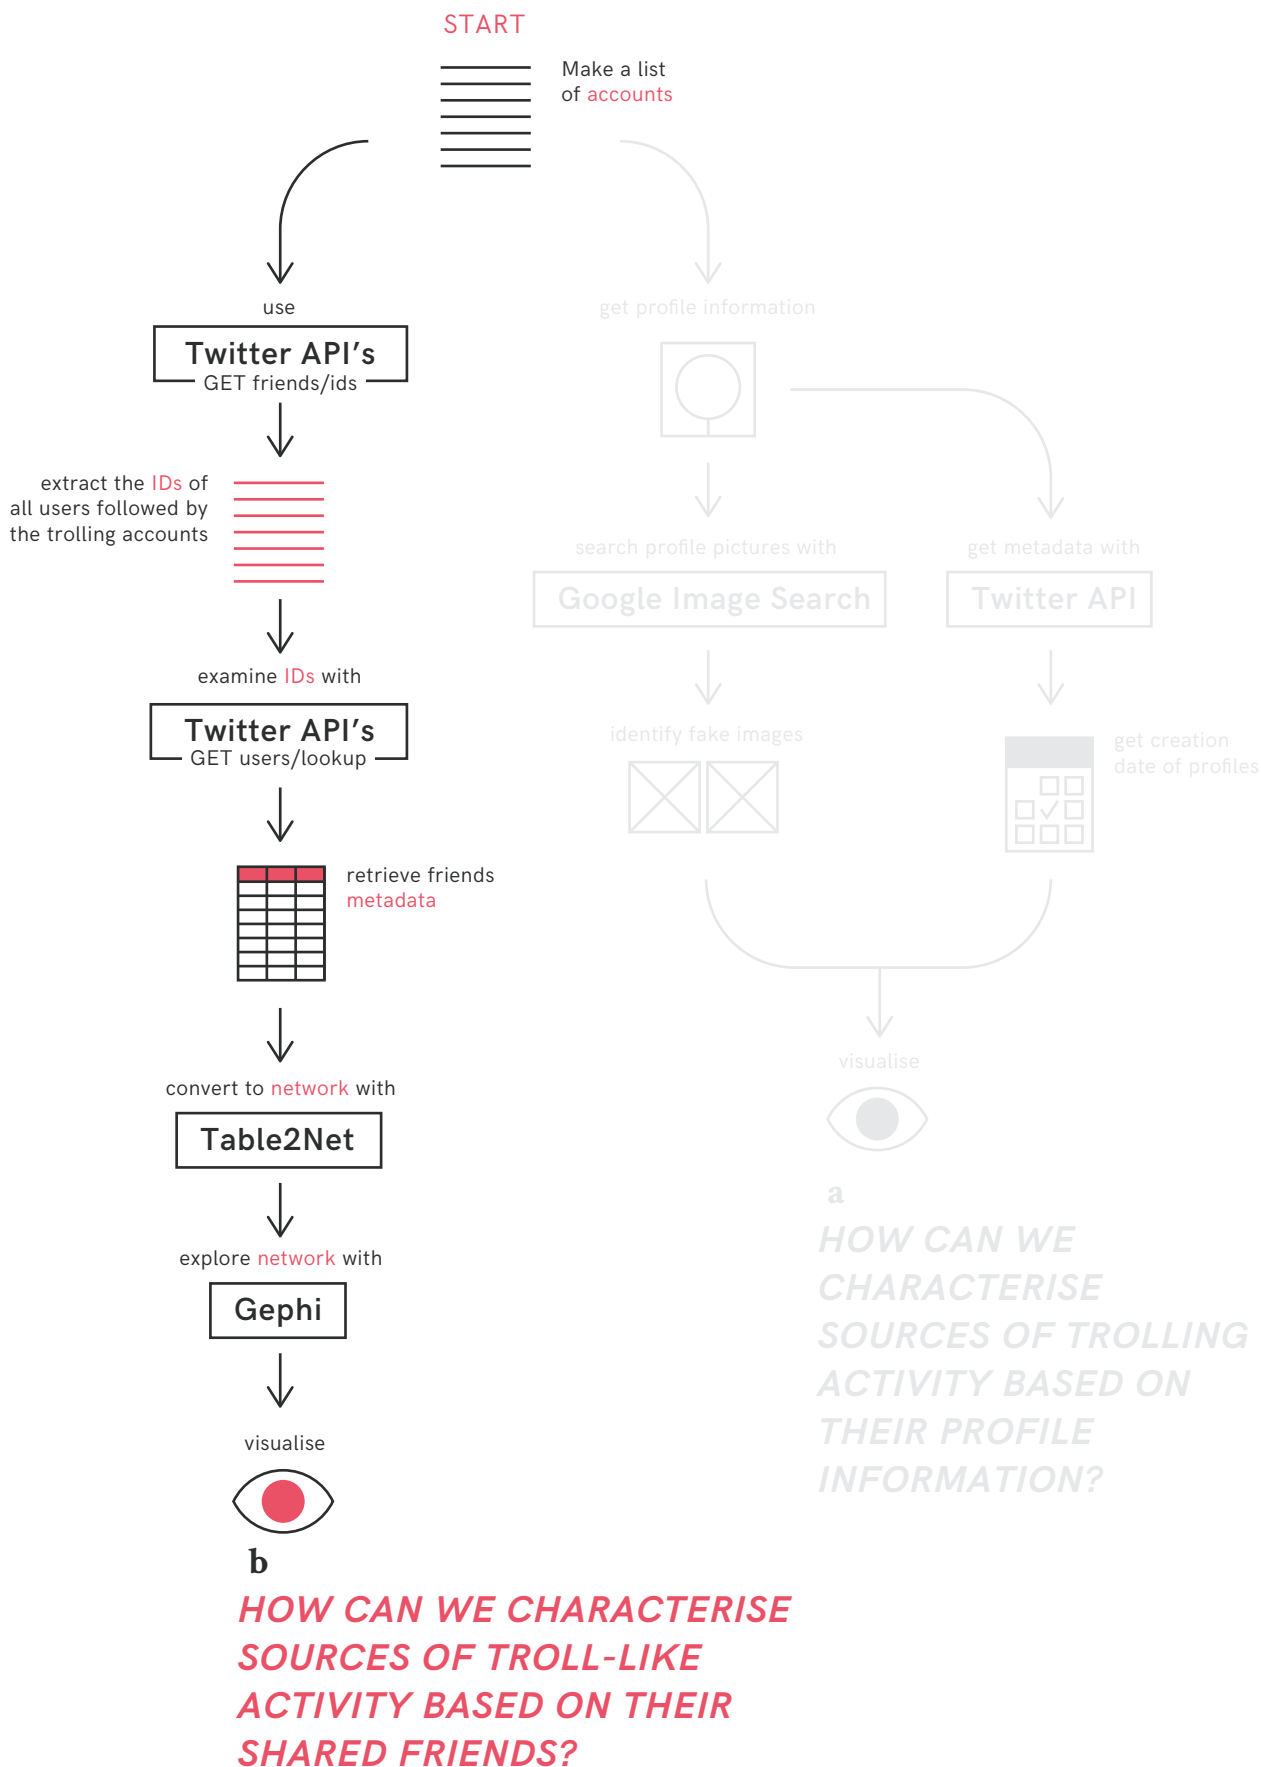 START
Make a list
of accounts
use
Twitter API's
GET friends/ids
extract the IDs of
all users followed by
the trolling accounts
examine IDs with
Twitter API's
GET users/lookup
retrieve friends
metadata
convert to network with
Table2Net
explore network with
Gephi
visualise
b
HOW CAN WE CHARACTERISE
SOURCES OF TROLL-LIKE
ACTIVITY BASED ON THEIR
SHARED FRIENDS?
get profile information
search profile pictures with
Google Image Search
identify fake images
get metadata with
Twitter API
get creation
date of profiles
visualise
a
HOW CAN WE
CHARACTERISE
SOURCES OF TROLLING
ACTIVITY BASED ON
THEIR PROFILE
INFORMATION?